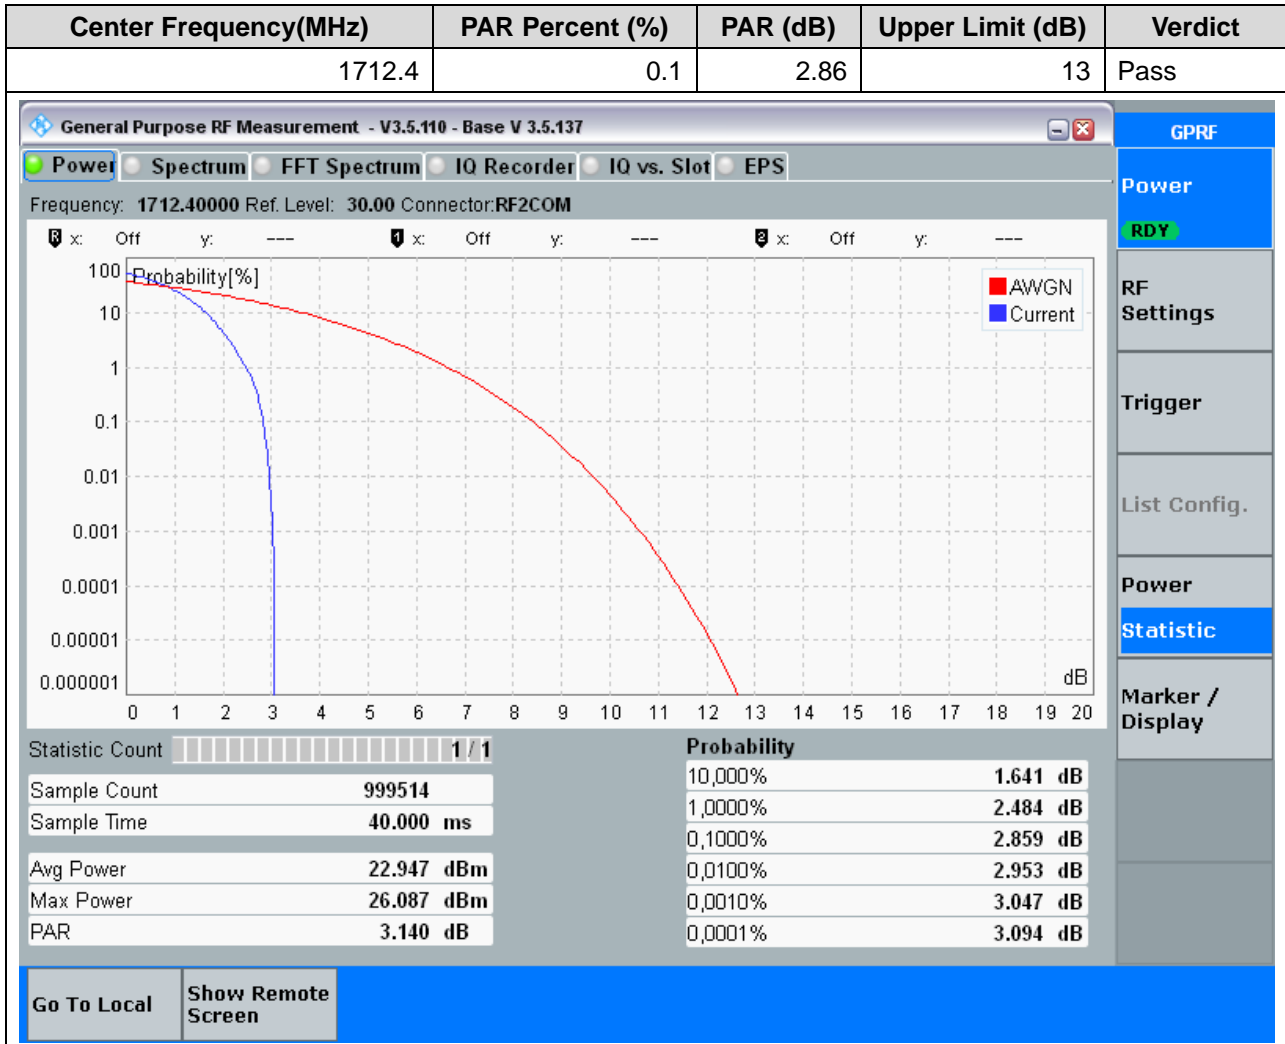 Center Frequency(MHz) PAR Percent (%) PAR (dB) Upper Limit (dB) Verdict
1712.4 0.1 2.86 13 Pass
General Purpose RF Measurement - V3.5.110 - Base V 3.5.137
GPRF
Power Spectrum FFT Spectrum IQ Recorder IQ vs. Slot EPS
Power
RDY
Frequency: 1712.40000 Ref. Level: 30.00 Connector:RF2COM
R x: Off y: --- 1 x: Off y: --- 2 x: Off y: ---
Probability[%]
AWGN
Current
100
10
1
0.1
0.01
0.001
0.0001
0.00001
0.000001
dB
0 1 2 3 4 5 6 7 8 9 10 11 12 13 14 15 16 17 18 19 20
RF
Settings
Trigger
List Config.
Power
Statistic
Marker /
Display
Statistic Count 1 / 1
Sample Count 999514
Sample Time 40.000 ms
Avg Power 22.947 dBm
Max Power 26.087 dBm
PAR 3.140 dB
Probability
10,000% 1.641 dB
1,0000% 2.484 dB
0,1000% 2.859 dB
0,0100% 2.953 dB
0,0010% 3.047 dB
0,0001% 3.094 dB
Go To Local
Show Remote
Screen